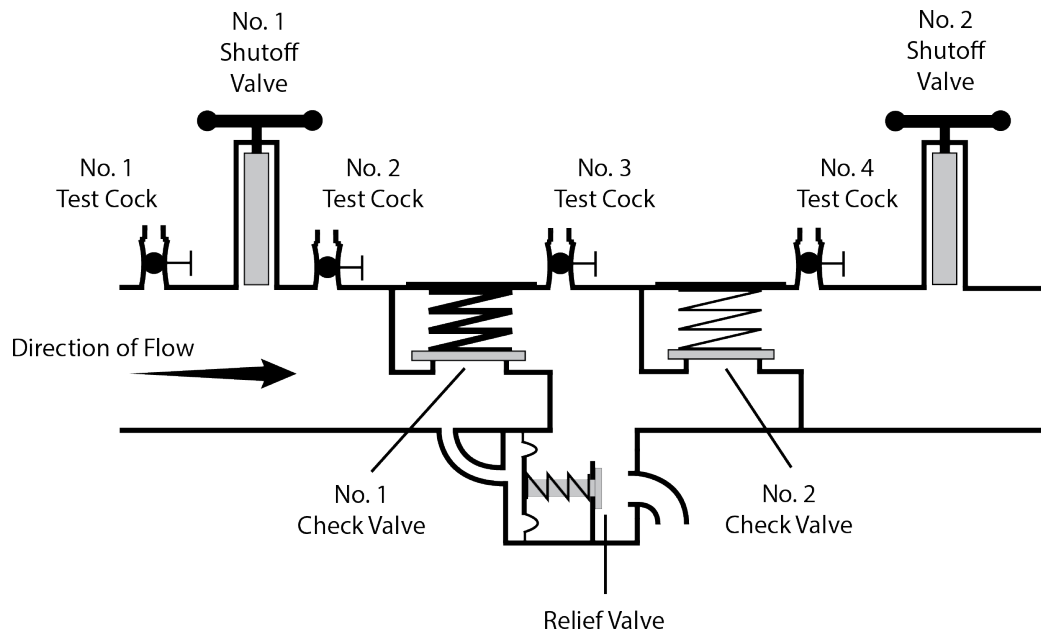 No. 1
Shutoff
Valve
No. 2
Shutoff
Valve
No. 1
Test Cock
No. 2
Test Cock
No. 3
Test Cock
No. 4
Test Cock
Direction of Flow
No. 1
Check Valve
No. 2
Check Valve
Relief Valve